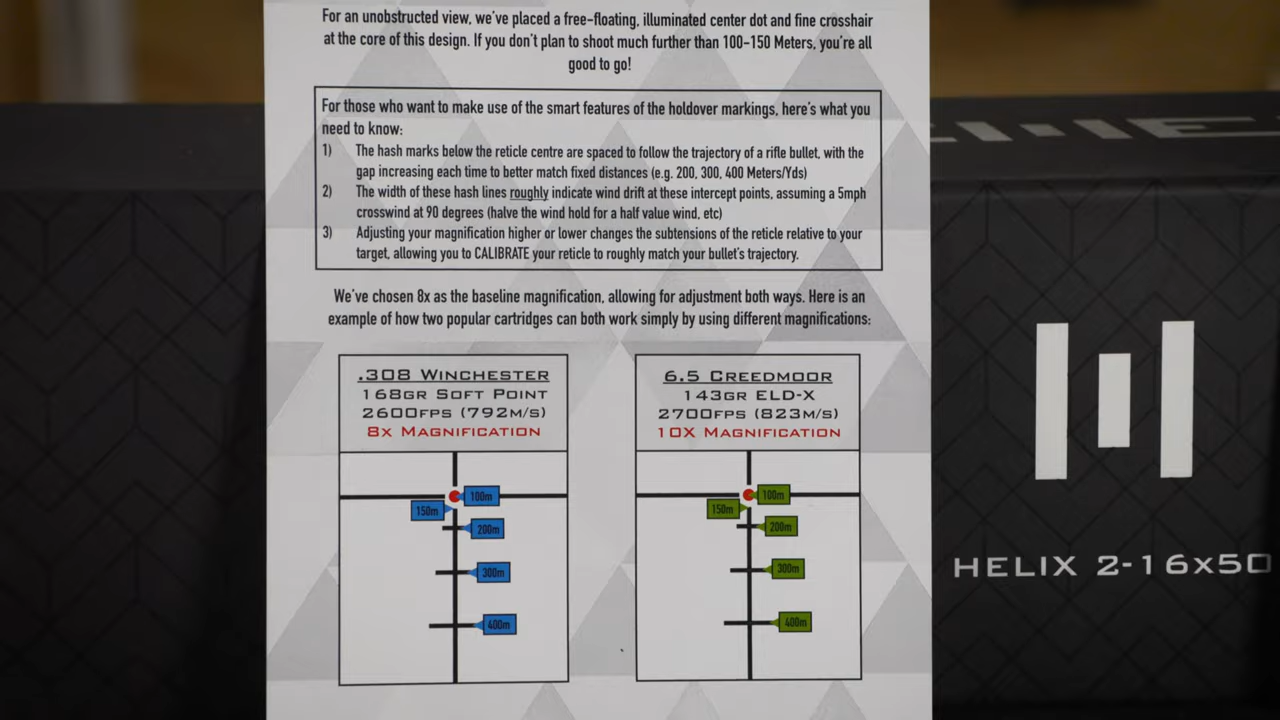 For an unobstructed view, we've placed a free-floating, illuminated center dot and fine crosshair
at the core of this design. If you don't plan to shoot much further than 100-150 Meters, you're all
good to go!
For those who want to make use of the smart features of the holdover markings, here's what you
need to know:
1) The hash marks below the reticle centre are spaced to follow the trajectory of a rifle bullet, with the
gap increasing each time to better match fixed distances (e.g. 200, 300, 400 Meters/Yds)
2) The width of these hash lines roughly indicate wind drift at these intercept points, assuming a 5mph
crosswind at 90 degrees (halve the wind hold for a half value wind, etc)
3) Adjusting your magnification higher or lower changes the subtensions of the reticle relative to your
target, allowing you to CALIBRATE your reticle to roughly match your bullet's trajectory.
We've chosen 8x as the baseline magnification, allowing for adjustment both ways. Here is an
example of how two popular cartridges can both work simply by using different magnifications:
.308 WINCHESTER
168GR SOFT POINT
2600FPS (792M/S)
8X MAGNIFICATION
100m
150m
200m
300m
400m
6.5 CREEDMOOR
143GR ELD-X
2700FPS (823M/S)
10X MAGNIFICATION
100m
150m
200m
300m
400m
HELIX 2-16x50